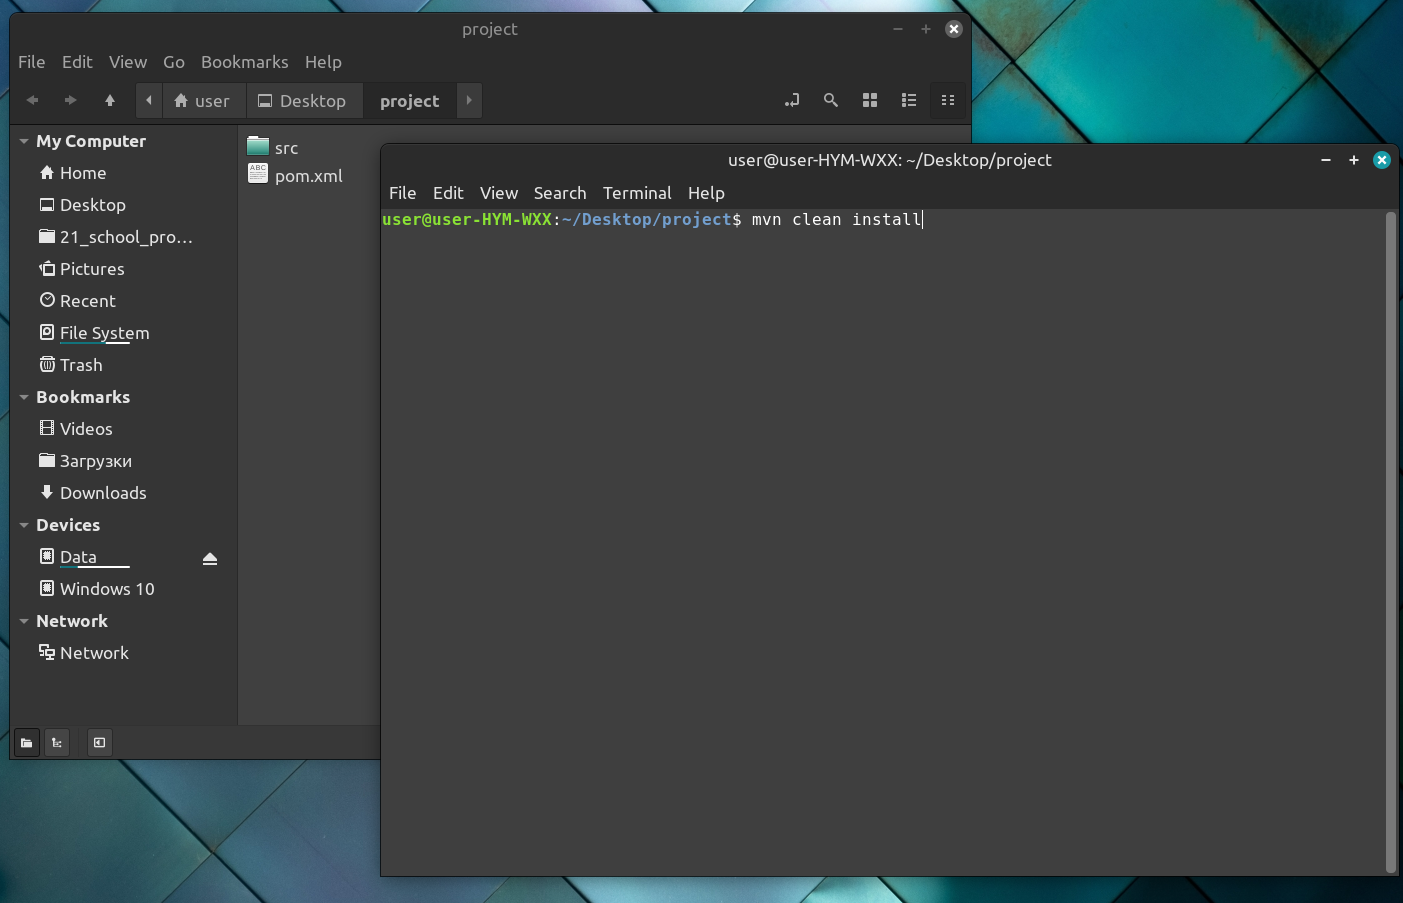 project
File Edit View Go Bookmarks Help
user Desktop project
My Computer
Home
Desktop
21_school_pro...
Pictures
Recent
File System
Trash
Bookmarks
Videos
Загрузки
Downloads
Devices
Data
Windows 10
Network
Network
src
ABC
pom.xml
user@user-HYM-WXX: ~/Desktop/project
File Edit View Search Terminal Help
user@user-HYM-WXX:~/Desktop/project$ mvn clean install